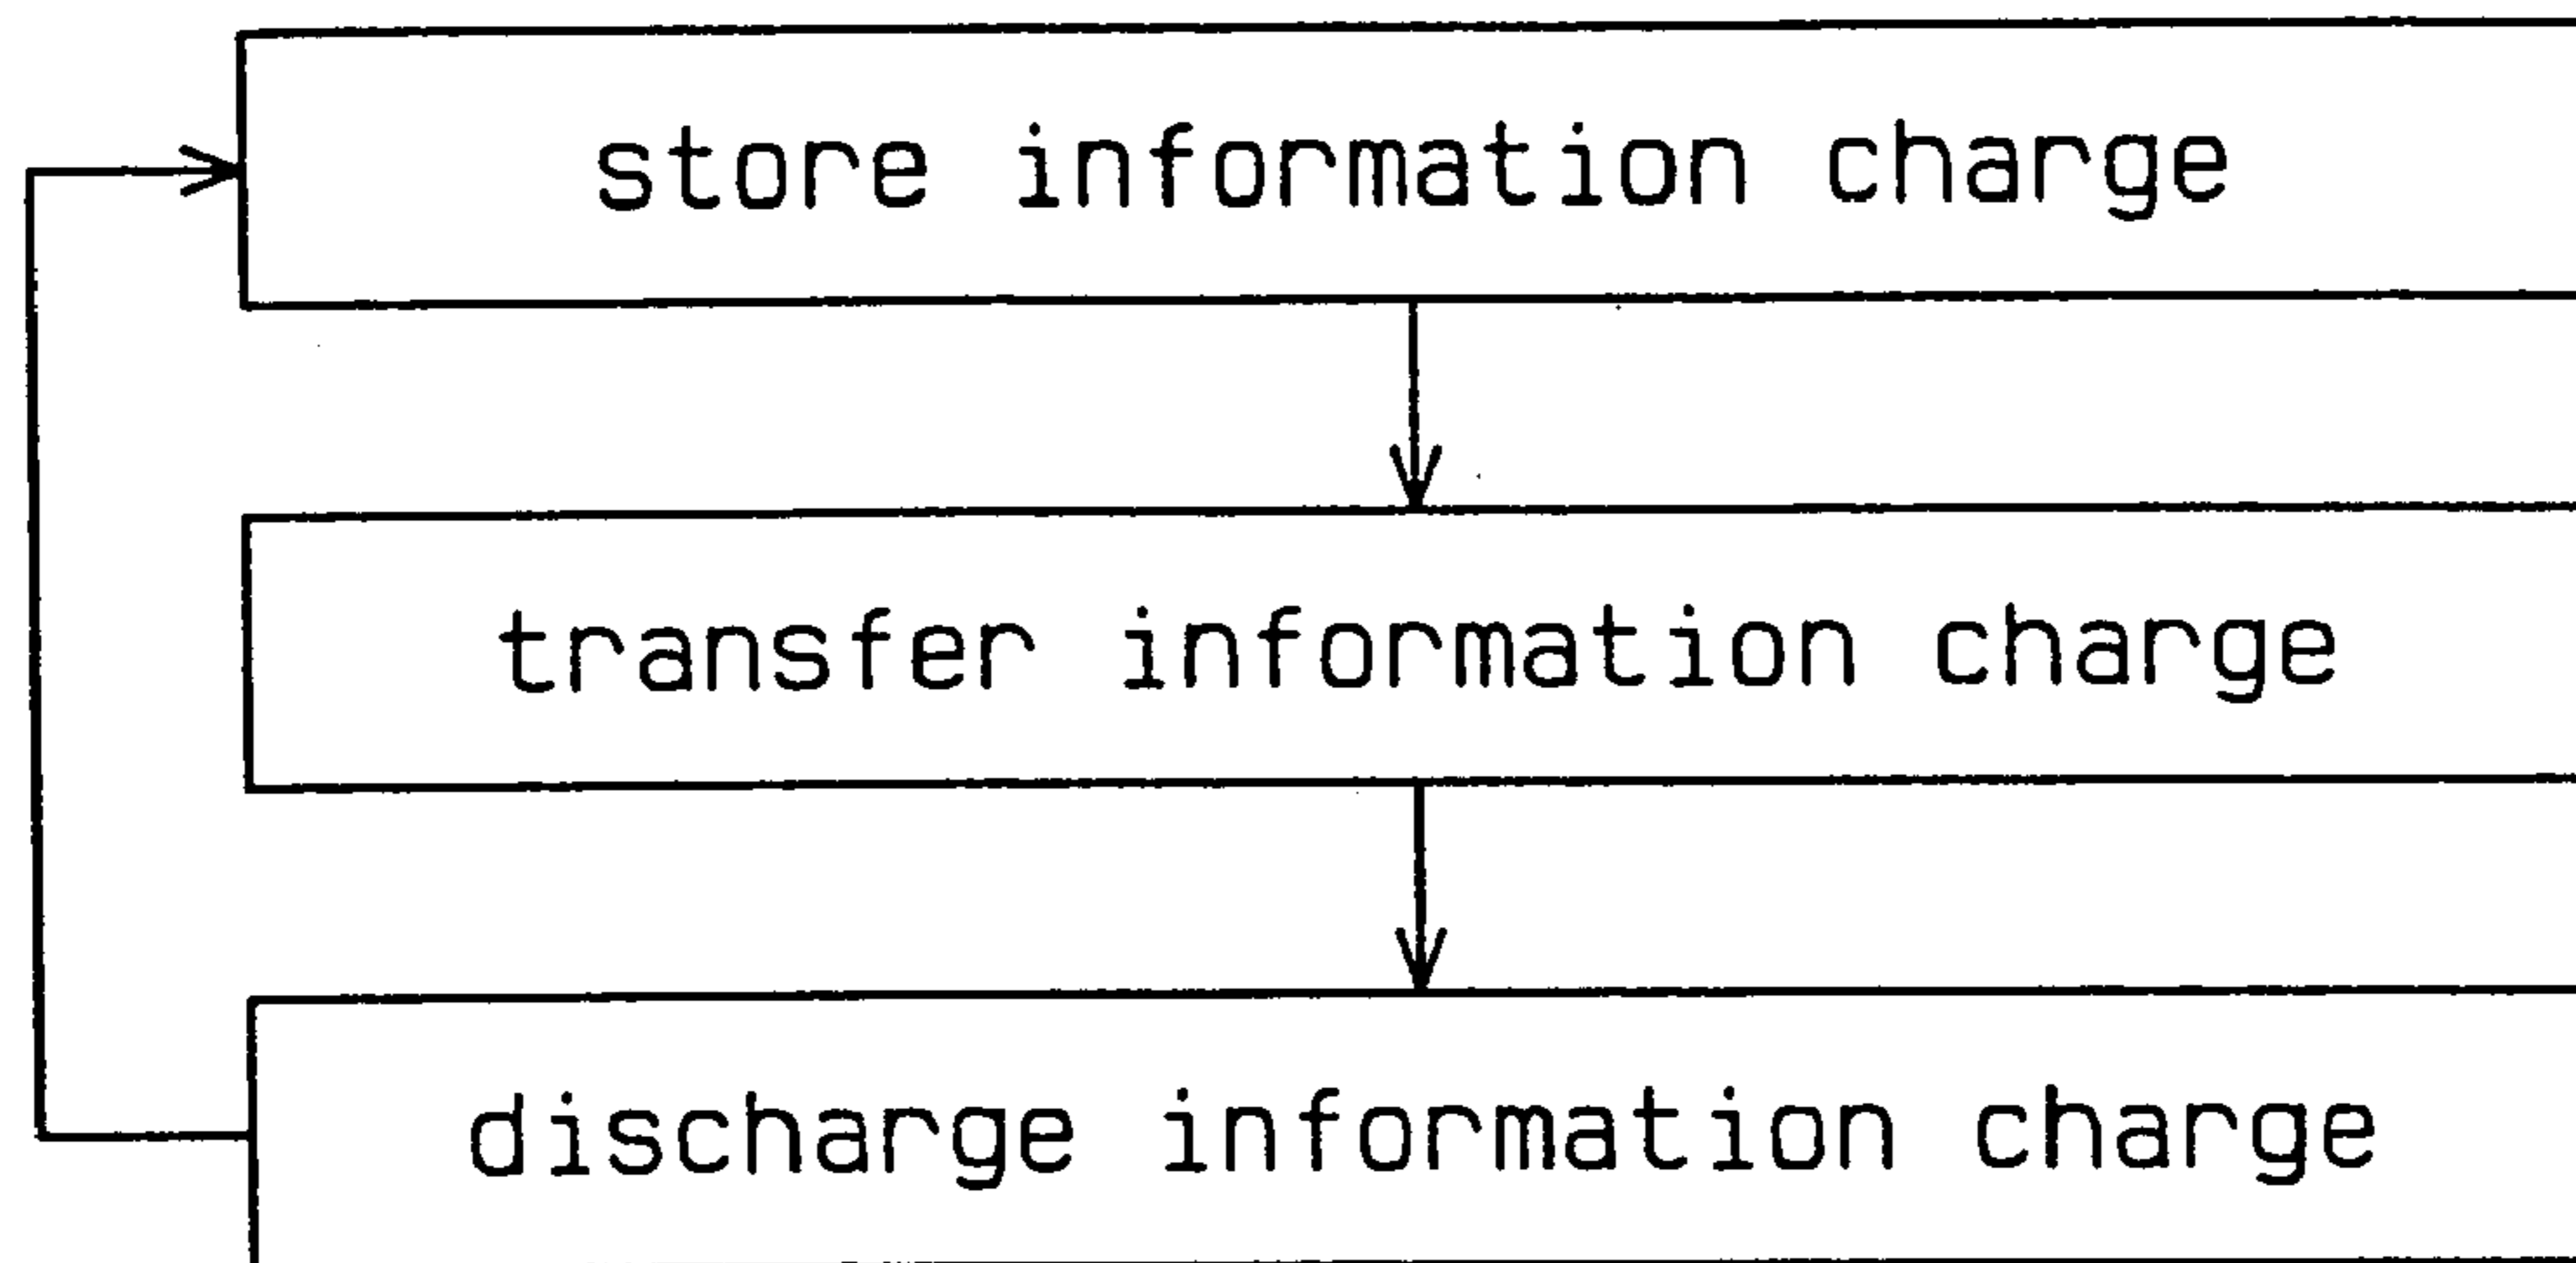 store information charge
transfer information charge
discharge information charge